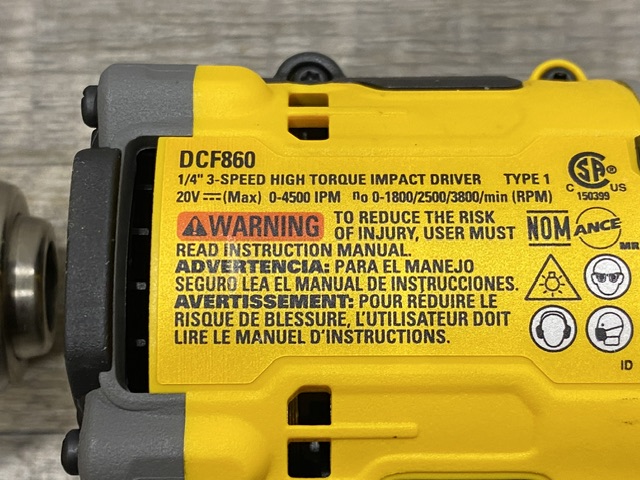 DCF860
1/4" 3-SPEED HIGH TORQUE IMPACT DRIVER TYPE 1
20V ⎓ (Max) 0-4500 IPM n0 0-1800/2500/3800/min (RPM)
SA
C US
150399
⚠WARNING TO REDUCE THE RISK
OF INJURY, USER MUST
READ INSTRUCTION MANUAL.
ADVERTENCIA: PARA EL MANEJO
SEGURO LEA EL MANUAL DE INSTRUCCIONES.
AVERTISSEMENT: POUR RÉDUIRE LE
RISQUE DE BLESSURE, L'UTILISATEUR DOIT
LIRE LE MANUEL D'INSTRUCTIONS.
NOM
ANCE
MR
ID